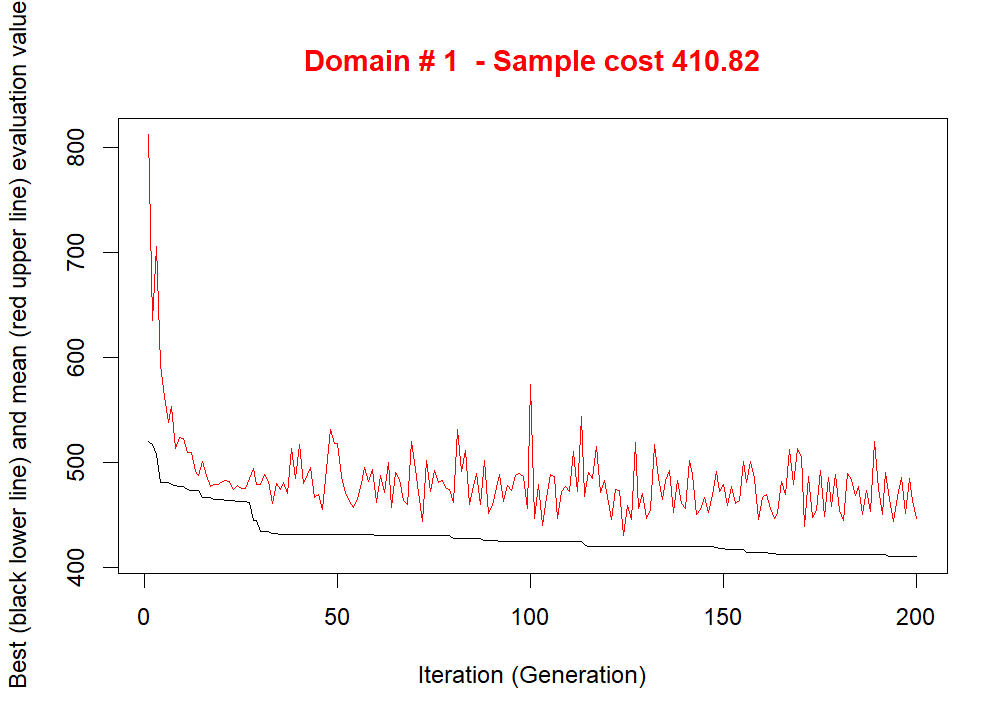 Domain # 1  - Sample cost 410.82
Best (black lower line) and mean (red upper line) evaluation value
800
700
600
500
400
0 50 100 150 200
Iteration (Generation)